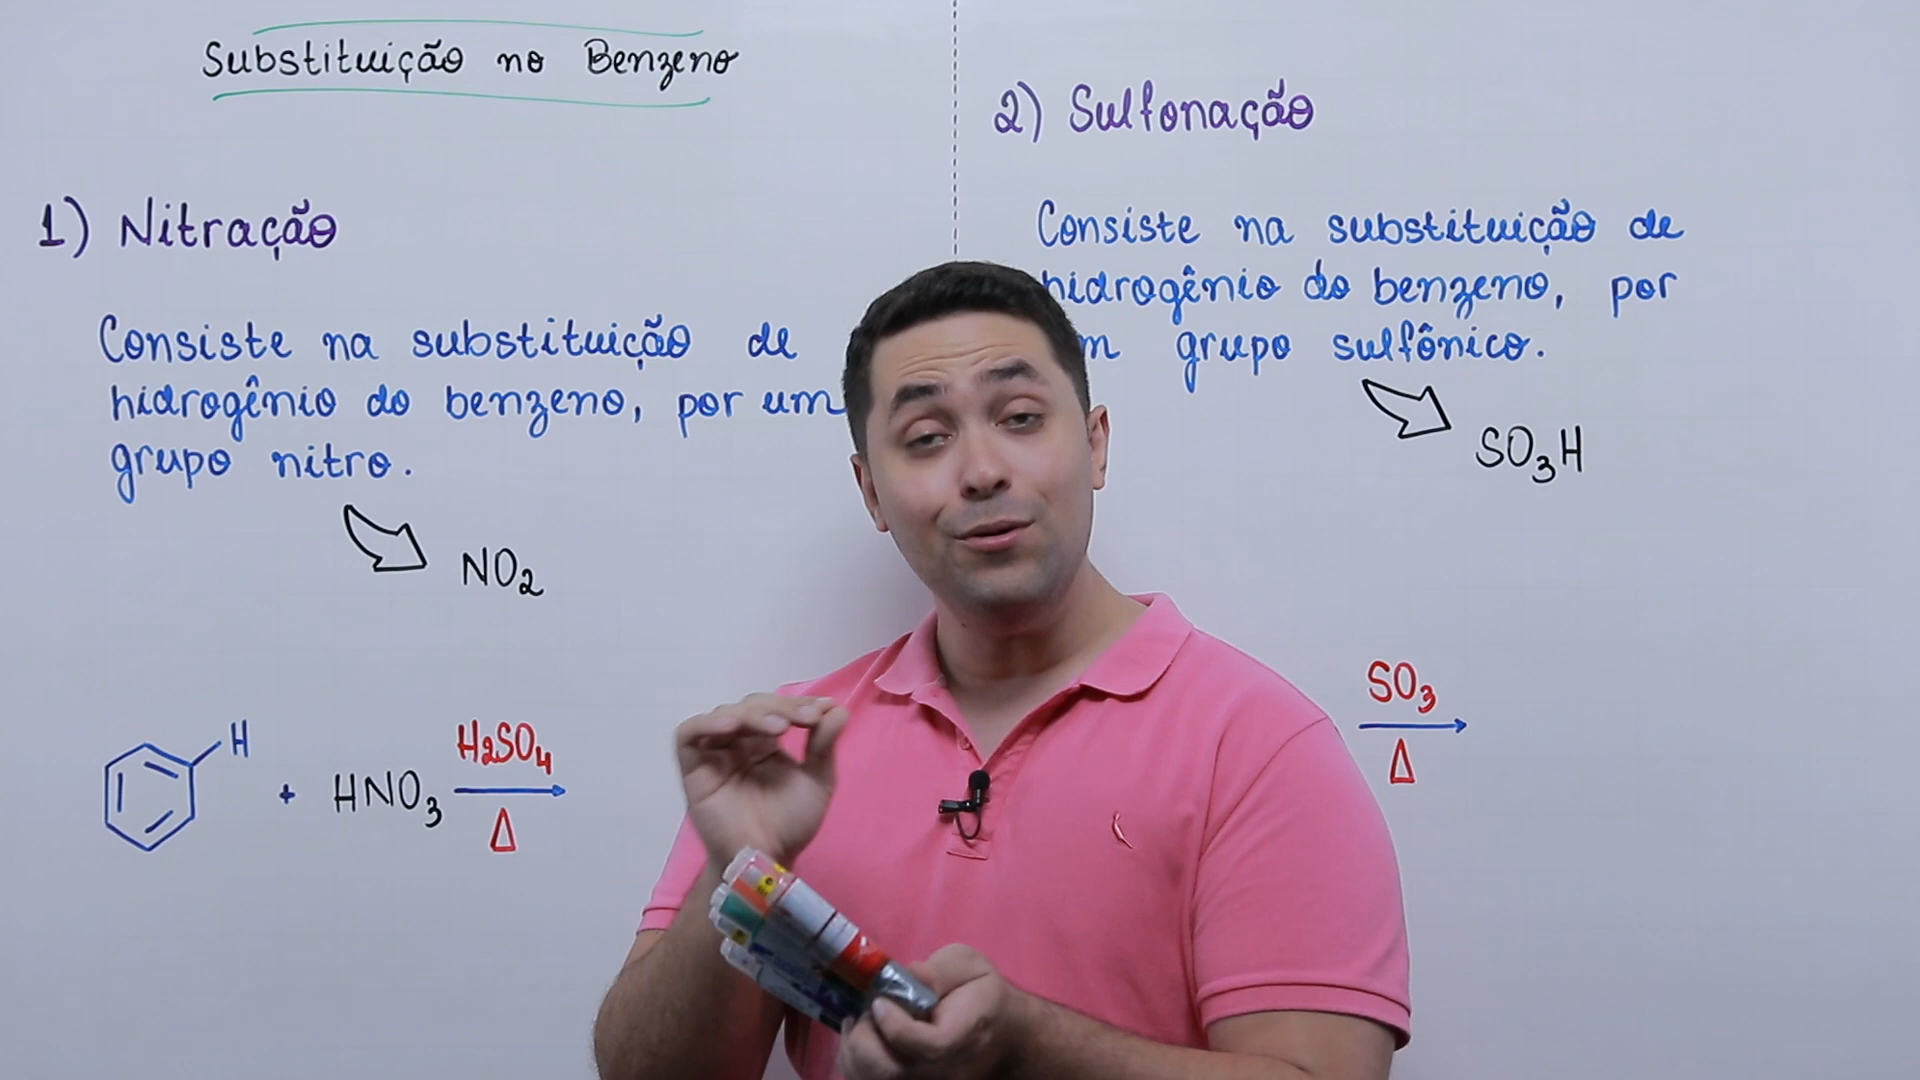 Substituição no Benzeno
1) Nitração
Consiste na substituição de
hidrogênio do benzeno, por um
grupo nitro.
NO₂
H
+ HNO₃ H₂SO₄
Δ
2) Sulfonação
Consiste na substituição de
hidrogênio do benzeno, por
grupo sulfônico.
SO₃H
SO₃
Δ